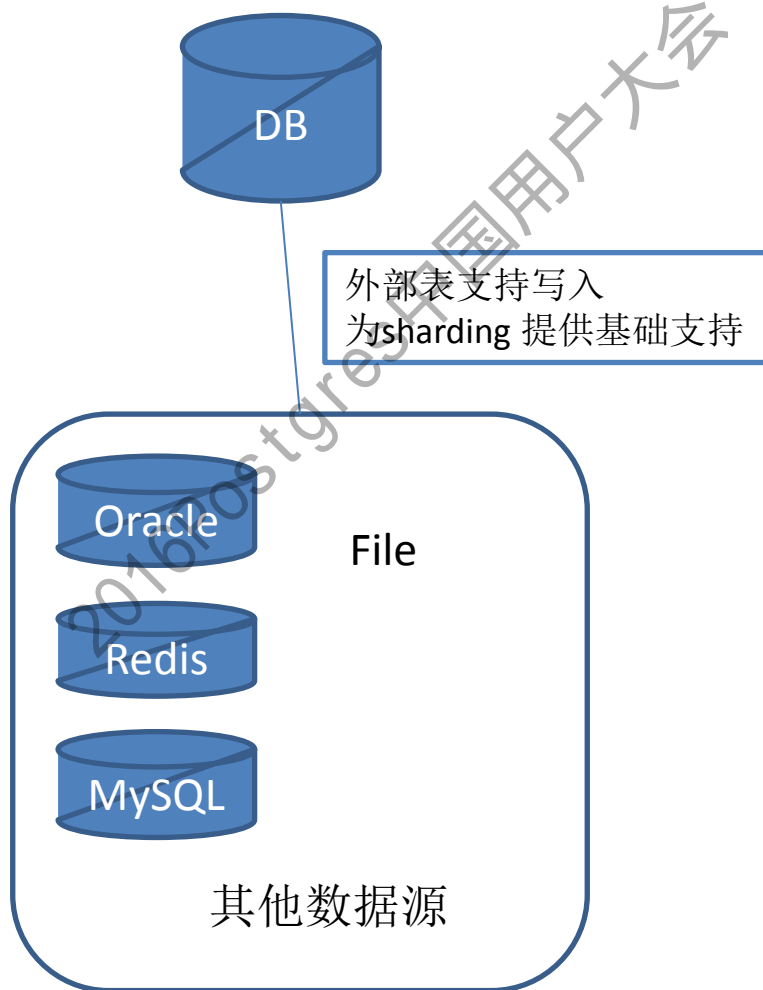 DB
外部表支持写入
为sharding 提供基础支持
Oracle
File
Redis
MySQL
其他数据源
2016Postgres中国用户大会